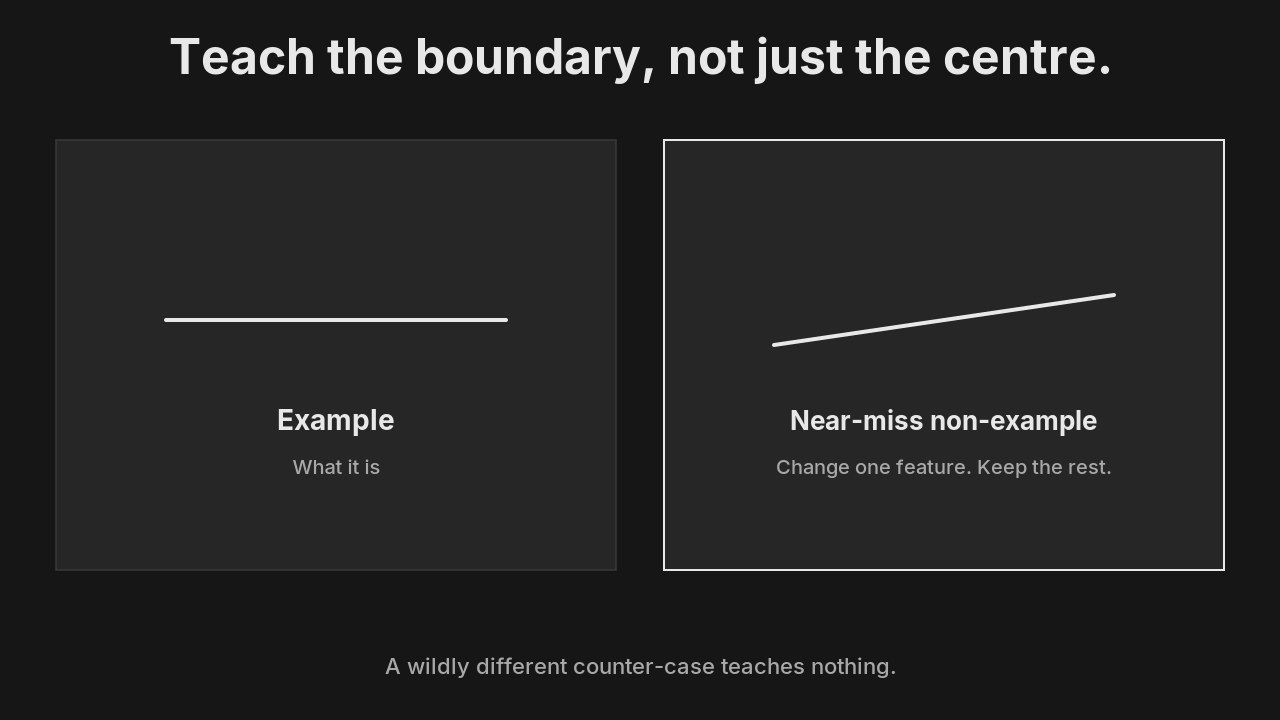 Teach the boundary, not just the centre.
Example
What it is
Near-miss non-example
Change one feature. Keep the rest.
A wildly different counter-case teaches nothing.